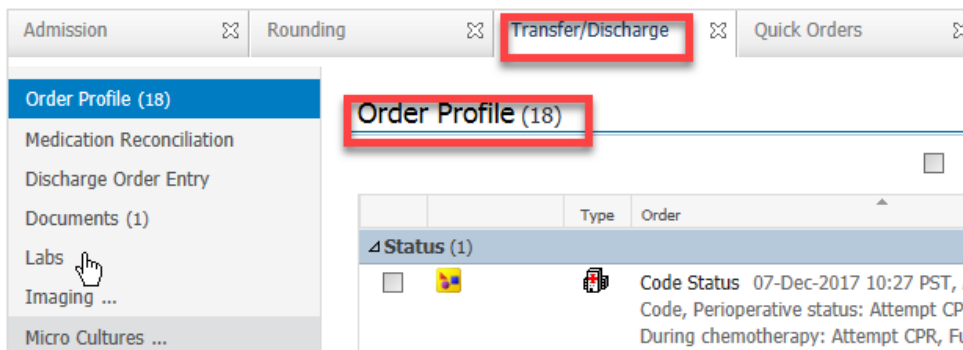 Admission
Rounding
Transfer/Discharge
Quick Orders
Order Profile (18)
Medication Reconciliation
Discharge Order Entry
Documents (1)
Labs
Imaging ...
Micro Cultures ...
Order Profile (18)
Type
Order
Status (1)
Code Status 07-Dec-2017 10:27 PST,
Code, Perioperative status: Attempt CP
During chemotherapy: Attempt CPR, Fu